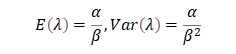 E(λ) = α/β, Var(λ) = α/β²